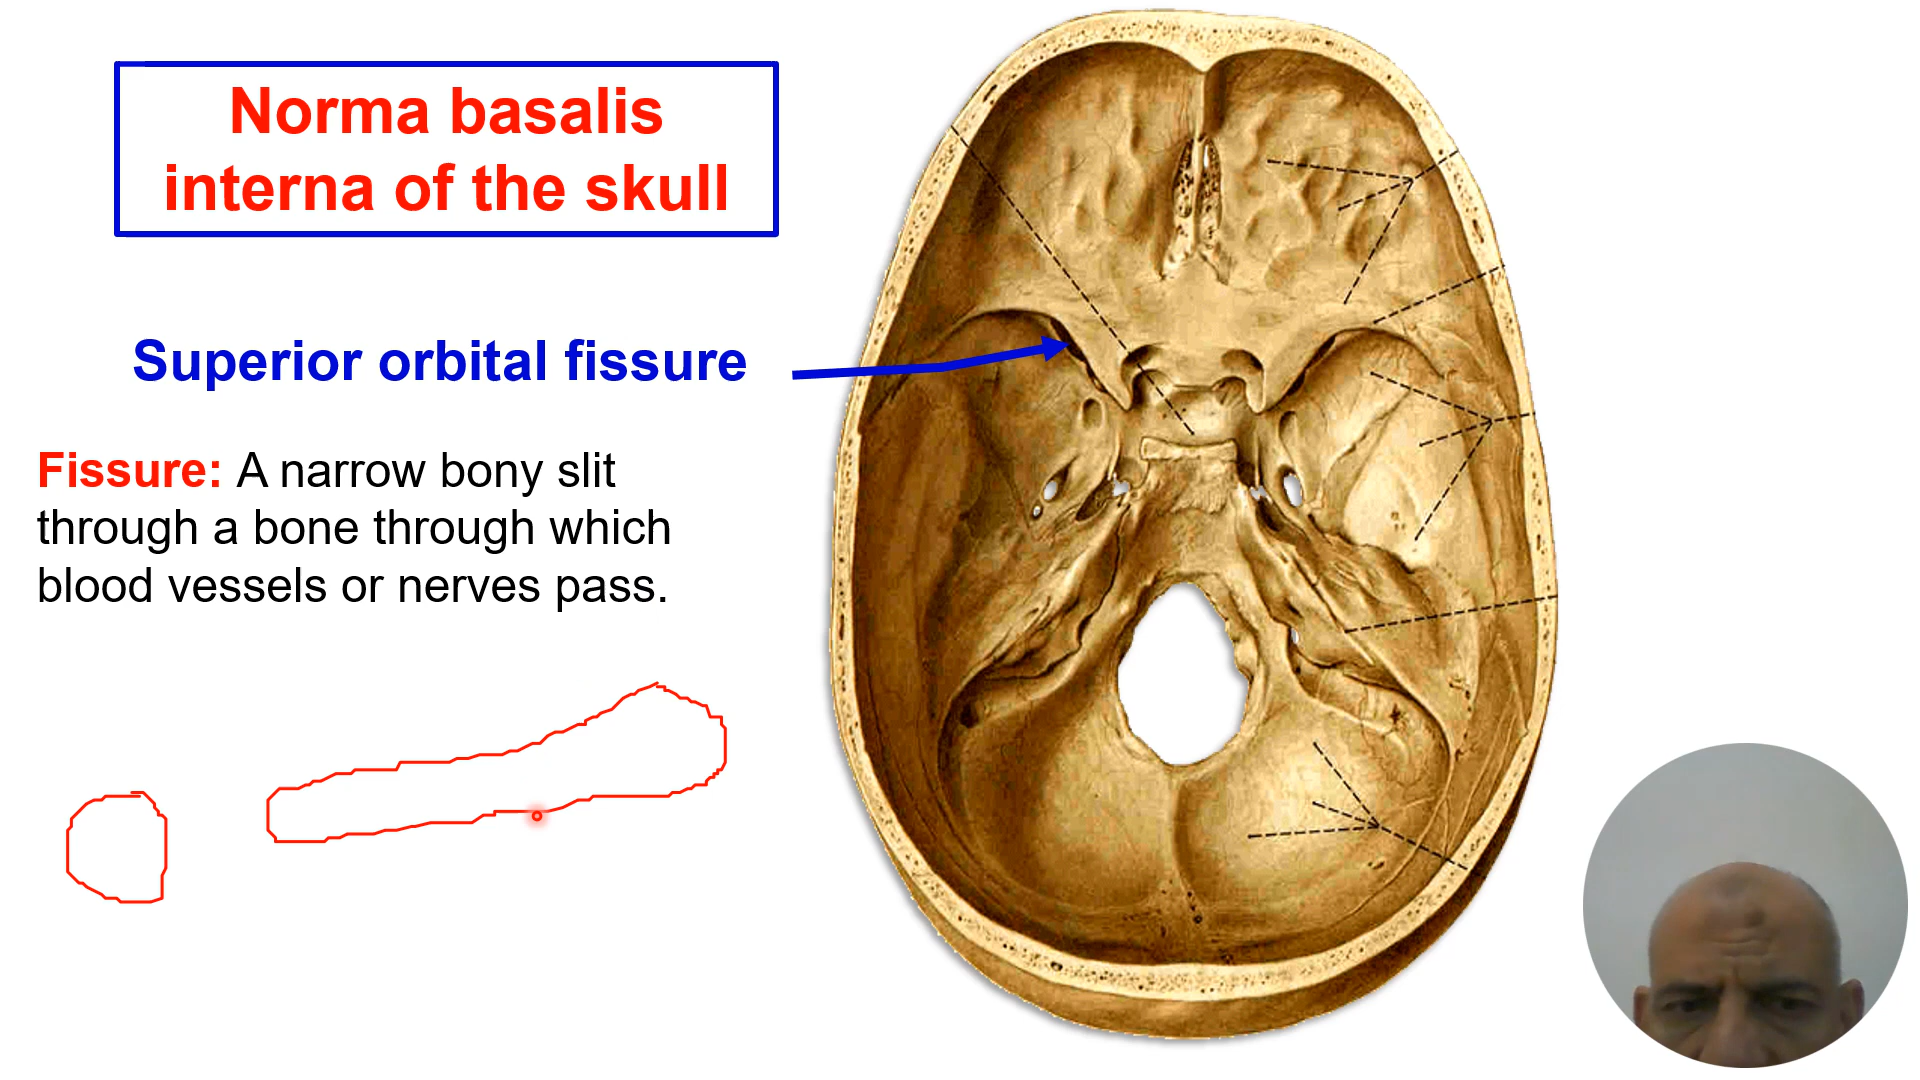 Norma basalis
interna of the skull
Superior orbital fissure
Fissure: A narrow bony slit
through a bone through which
blood vessels or nerves pass.